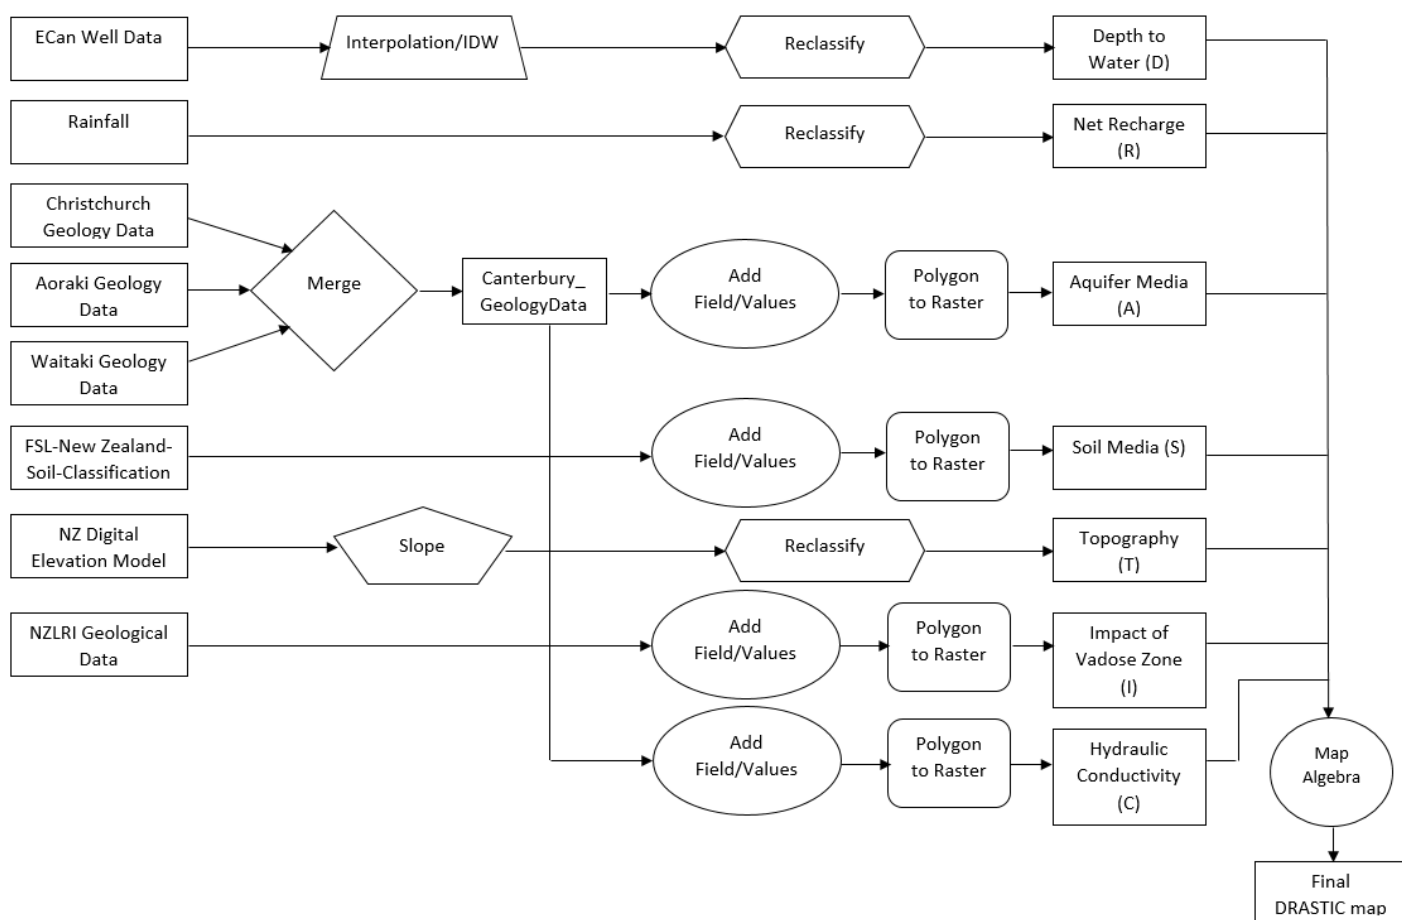 ECan Well Data
Interpolation/IDW
Reclassify
Depth to
Water (D)
Rainfall
Reclassify
Net Recharge
(R)
Christchurch
Geology Data
Aoraki Geology
Data
Waitaki Geology
Data
Merge
Canterbury_
GeologyData
Add
Field/Values
Polygon
to Raster
Aquifer Media
(A)
FSL-New Zealand-
Soil-Classification
Add
Field/Values
Polygon
to Raster
Soil Media (S)
NZ Digital
Elevation Model
Slope
Reclassify
Topography
(T)
NZLRI Geological
Data
Add
Field/Values
Polygon
to Raster
Impact of
Vadose Zone
(I)
Add
Field/Values
Polygon
to Raster
Hydraulic
Conductivity
(C)
Map
Algebra
Final
DRASTIC map